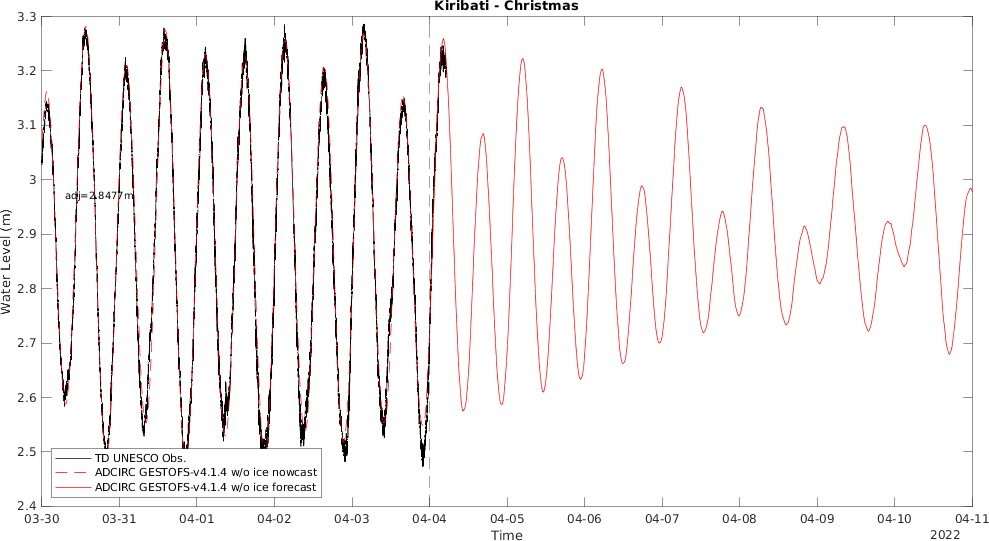 Kiribati - Christmas
3.3
3.2
3.1
3
2.9
2.8
2.7
2.6
2.5
2.4
Water Level (m)
adj=2.8477m
TD UNESCO Obs.
ADCIRC GESTOFS-v4.1.4 w/o ice nowcast
ADCIRC GESTOFS-v4.1.4 w/o ice forecast
03-30 03-31 04-01 04-02 04-03 04-04 04-05 04-06 04-07 04-08 04-09 04-10 04-11
Time
2022